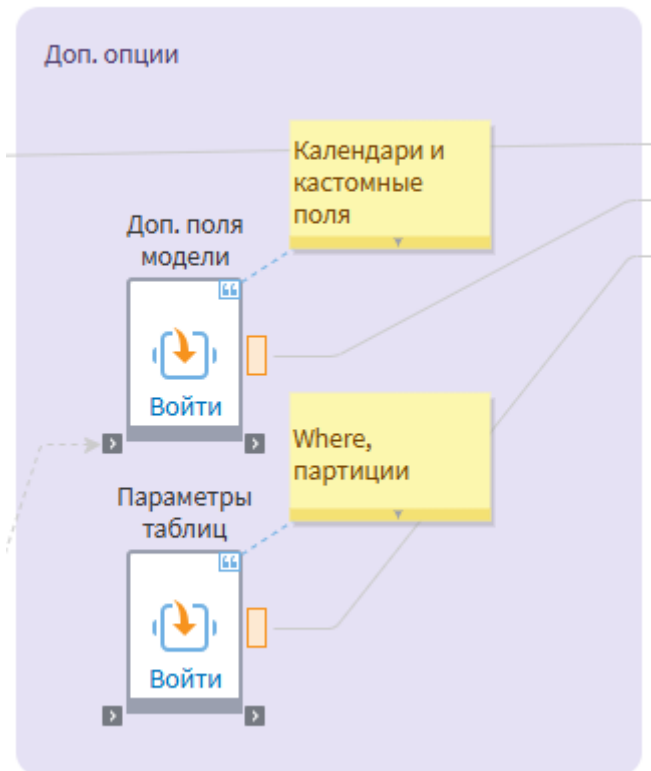 Доп. опции
Календари и
кастомные
поля
Доп. поля
модели
Войти
Where,
партиции
Параметры
таблиц
Войти